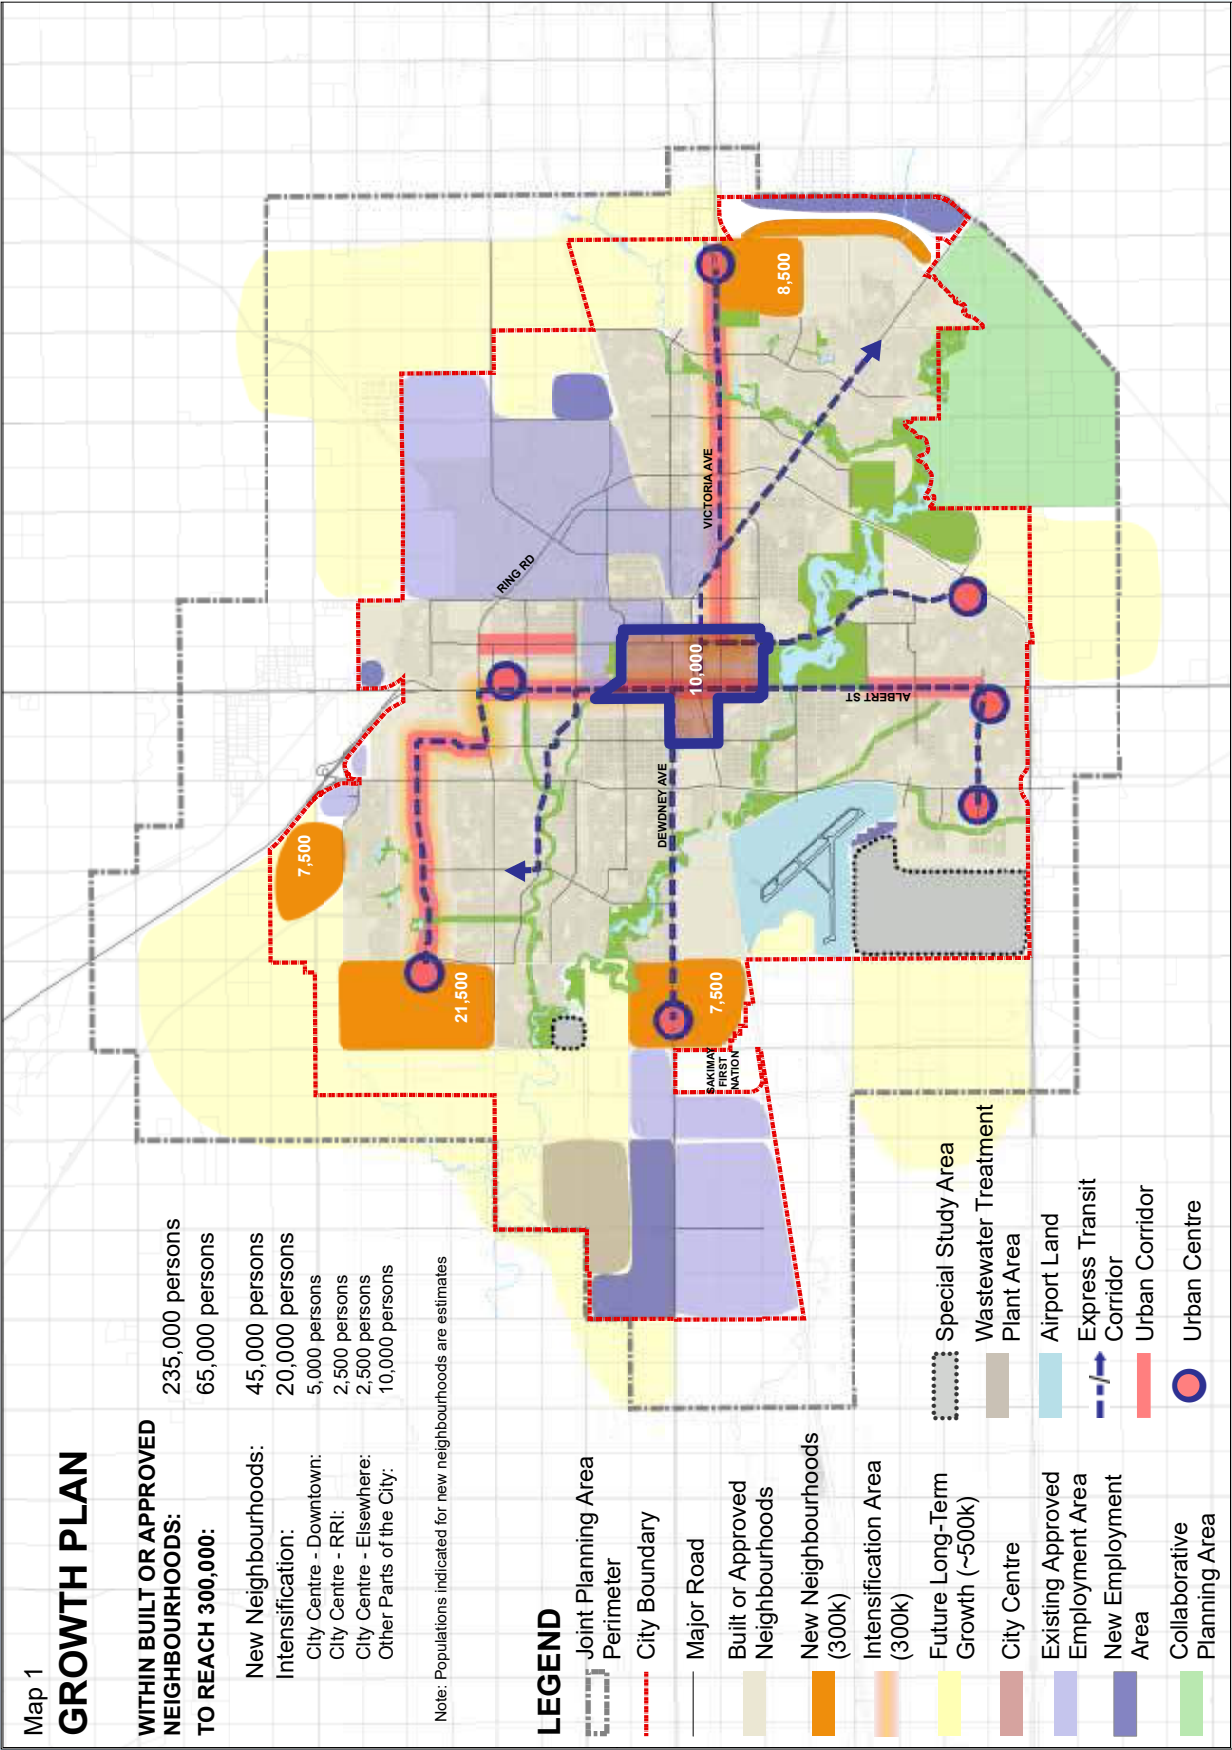 Map 1
GROWTH PLAN
WITHIN BUILT OR APPROVED
NEIGHBOURHOODS: 235,000 persons
TO REACH 300,000: 65,000 persons
New Neighbourhoods: 45,000 persons
Intensification: 20,000 persons
CIty Centre - Downtown: 5,000 persons
CIty Centre - RRI: 2,500 persons
CIty Centre - Elsewhere: 2,500 persons
Other Parts of the City: 10,000 persons
Note: Populations indicated for new neighbourhoods are estimates
LEGEND
Joint Planning Area
Perimeter
City Boundary
Major Road
Built or Approved
Neighbourhoods
New Neighbourhoods
(300k)
Intensification Area
(300k)
Future Long-Term
Growth (~500k)
City Centre
Existing Approved
Employment Area
New Employment
Area
Collaborative
Planning Area
Special Study Area
Wastewater Treatment
Plant Area
Airport Land
Express Transit
Corridor
Urban Corridor
Urban Centre
21,500
7,500
7,500
SAKIMAY
FIRST
NATION
DEWDNEY AVE
10,000
ALBERT ST
RING RD
VICTORIA AVE
8,500